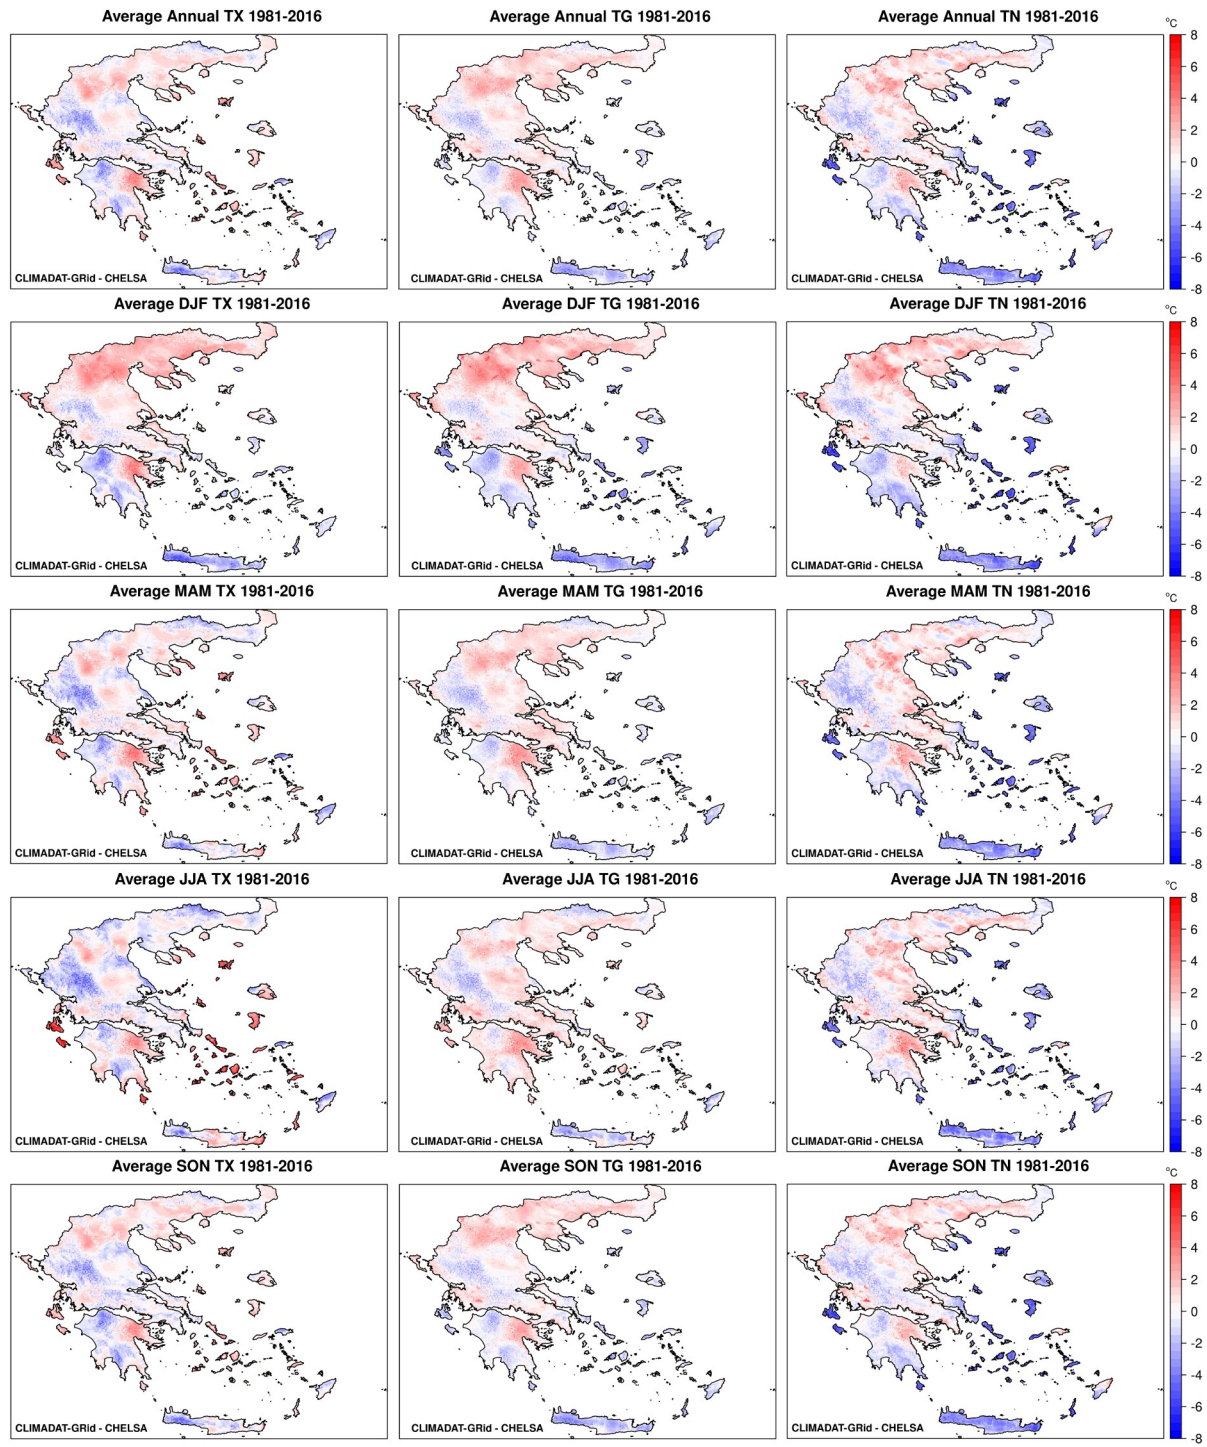 Average Annual TX 1981-2016
Average Annual TG 1981-2016
Average Annual TN 1981-2016
°C
8
6
4
2
0
-2
-4
-6
-8
CLIMADAT-GRid - CHELSA
CLIMADAT-GRid - CHELSA
CLIMADAT-GRid - CHELSA
Average DJF TX 1981-2016
Average DJF TG 1981-2016
Average DJF TN 1981-2016
°C
8
6
4
2
0
-2
-4
-6
-8
CLIMADAT-GRid - CHELSA
CLIMADAT-GRid - CHELSA
CLIMADAT-GRid - CHELSA
Average MAM TX 1981-2016
Average MAM TG 1981-2016
Average MAM TN 1981-2016
°C
8
6
4
2
0
-2
-4
-6
-8
CLIMADAT-GRid - CHELSA
CLIMADAT-GRid - CHELSA
CLIMADAT-GRid - CHELSA
Average JJA TX 1981-2016
Average JJA TG 1981-2016
Average JJA TN 1981-2016
°C
8
6
4
2
0
-2
-4
-6
-8
CLIMADAT-GRid - CHELSA
CLIMADAT-GRid - CHELSA
CLIMADAT-GRid - CHELSA
Average SON TX 1981-2016
Average SON TG 1981-2016
Average SON TN 1981-2016
°C
8
6
4
2
0
-2
-4
-6
-8
CLIMADAT-GRid - CHELSA
CLIMADAT-GRid - CHELSA
CLIMADAT-GRid - CHELSA